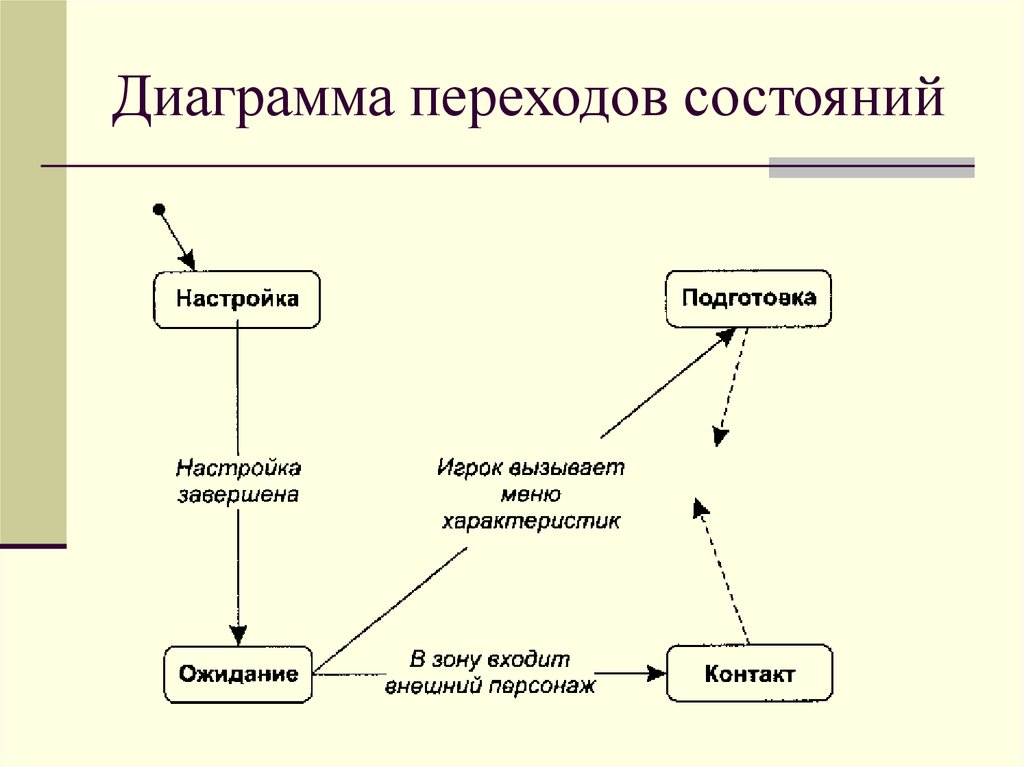 Диаграмма переходов состояний
Настройка
Подготовка
Настройка
завершена
Игрок вызывает
меню
характеристик
Ожидание
В зону входит
внешний персонаж
Контакт